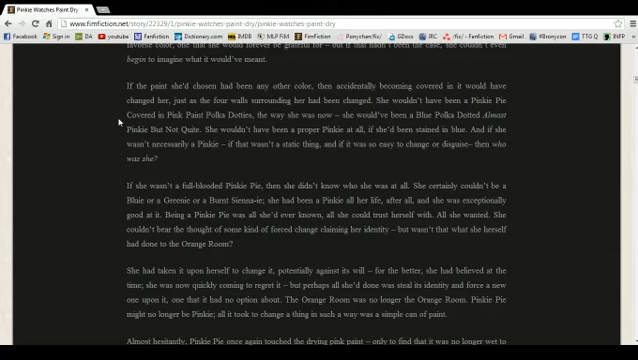 Pinkie Watches Paint Dry
www.fimfiction.net/story/22329/1/pinkie-watches-paint-dry/pinkie-watches-paint-dry
Apps DA youtube Fimfiction Dictionary.com IMDb MLP FiM Fimfiction Ponychan GDocs Chat #Bronycon TTG Q INFP
favorite color, one that she would forever be grateful for – but if that hadn't been the case, she couldn't even
begin to imagine what it would've meant.
If the paint she'd chosen had been any other color, then accidentally becoming covered in it would have
changed her, just as the four walls surrounding her had been changed. She wouldn't have been a Pinkie Pie
Covered in Pink Paint Polka Dotties, the way she was now – she would've been a Blue Polka Dotted Almost
Pinkie But Not Quite. She wouldn't have been a proper Pinkie at all, if she'd been stained in blue. And if she
wasn't necessarily a Pinkie – if that wasn't a static thing, and if it was so easy to change or disguise– then who
was she?
If she wasn't a full-blooded Pinkie Pie, then she didn't know who she was at all. She certainly couldn't be a
Bluie or a Greenie or a Burnt Sienna-ie; she had been a Pinkie all her life, after all, and she was exceptionally
good at it. Being a Pinkie Pie was all she'd ever known, all she could trust herself with. All she wanted. She
couldn't bear the thought of some kind of forced change claiming her identity – but wasn't that what she herself
had done to the Orange Room?
She had taken it upon herself to change it, potentially against its will – for the better, she had believed at the
time; she was now quickly coming to regret it – but perhaps all she'd done was steal its identity and force a new
one upon it, one that it had no option about. The Orange Room was no longer the Orange Room. Pinkie Pie
might no longer be Pinkie; all it took to change a thing in such a way was a simple can of paint.
Almost hesitantly, Pinkie Pie once again touched the drying pink paint – only to find that it was no longer wet to